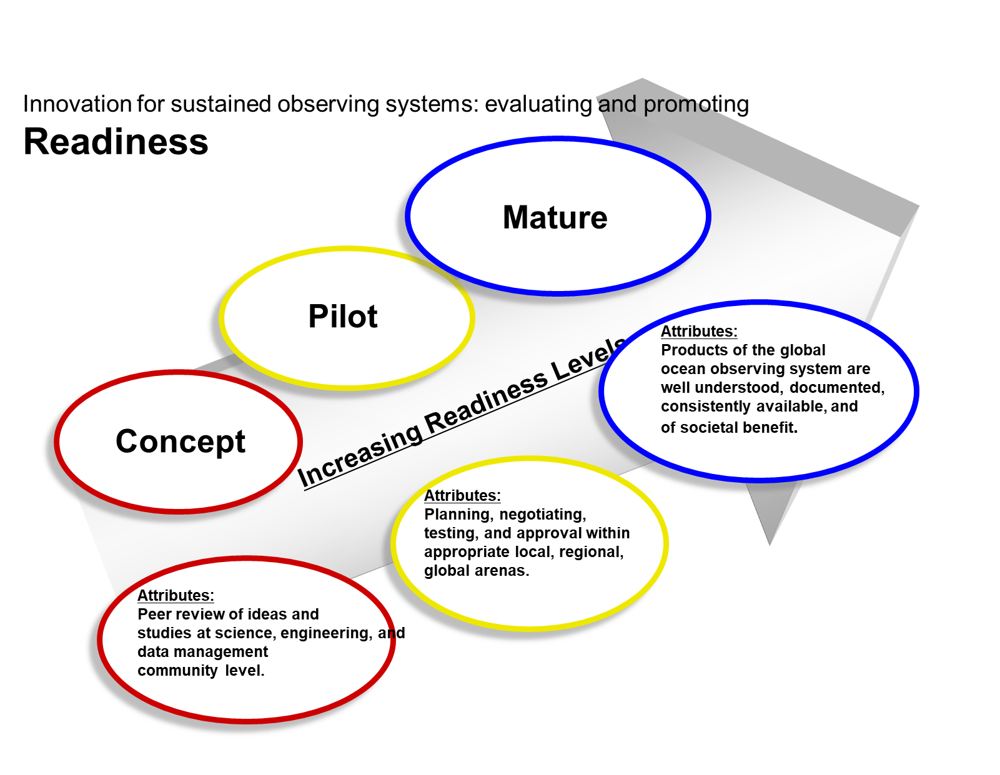 Innovation for sustained observing systems: evaluating and promoting
Readiness
Mature
Pilot
Concept
Increasing Readiness Levels
Attributes:
Products of the global
ocean observing system are
well understood, documented,
consistently available, and
of societal benefit.
Attributes:
Planning, negotiating,
testing, and approval within
appropriate local, regional,
global arenas.
Attributes:
Peer review of ideas and
studies at science, engineering, and
data management
community level.